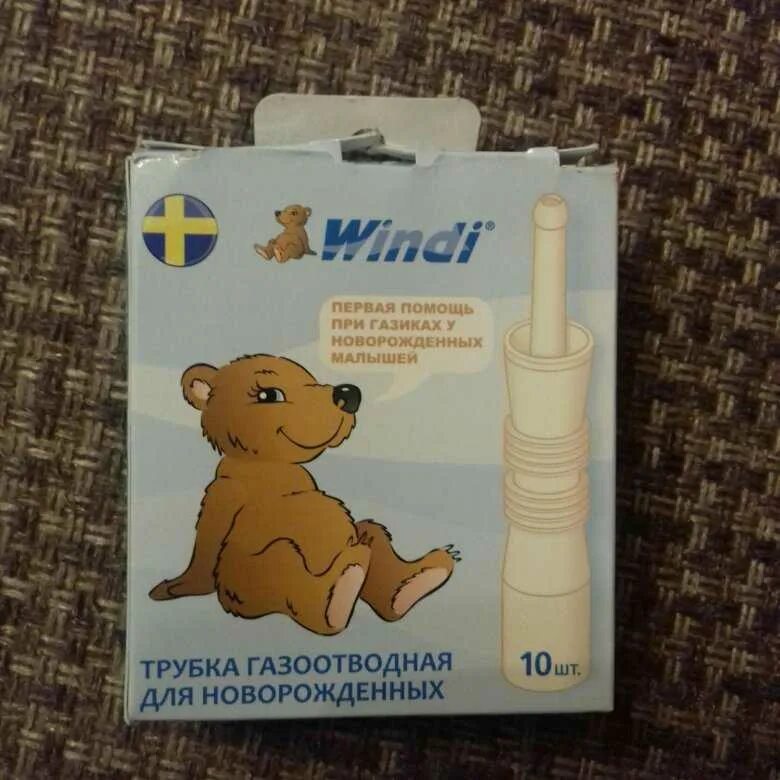 Windi®
ПЕРВАЯ ПОМОЩЬ
ПРИ ГАЗИКАХ У
НОВОРОЖДЕННЫХ
МАЛЫШЕЙ
ТРУБКА ГАЗООТВОДНАЯ
ДЛЯ НОВОРОЖДЕННЫХ
10 шт.